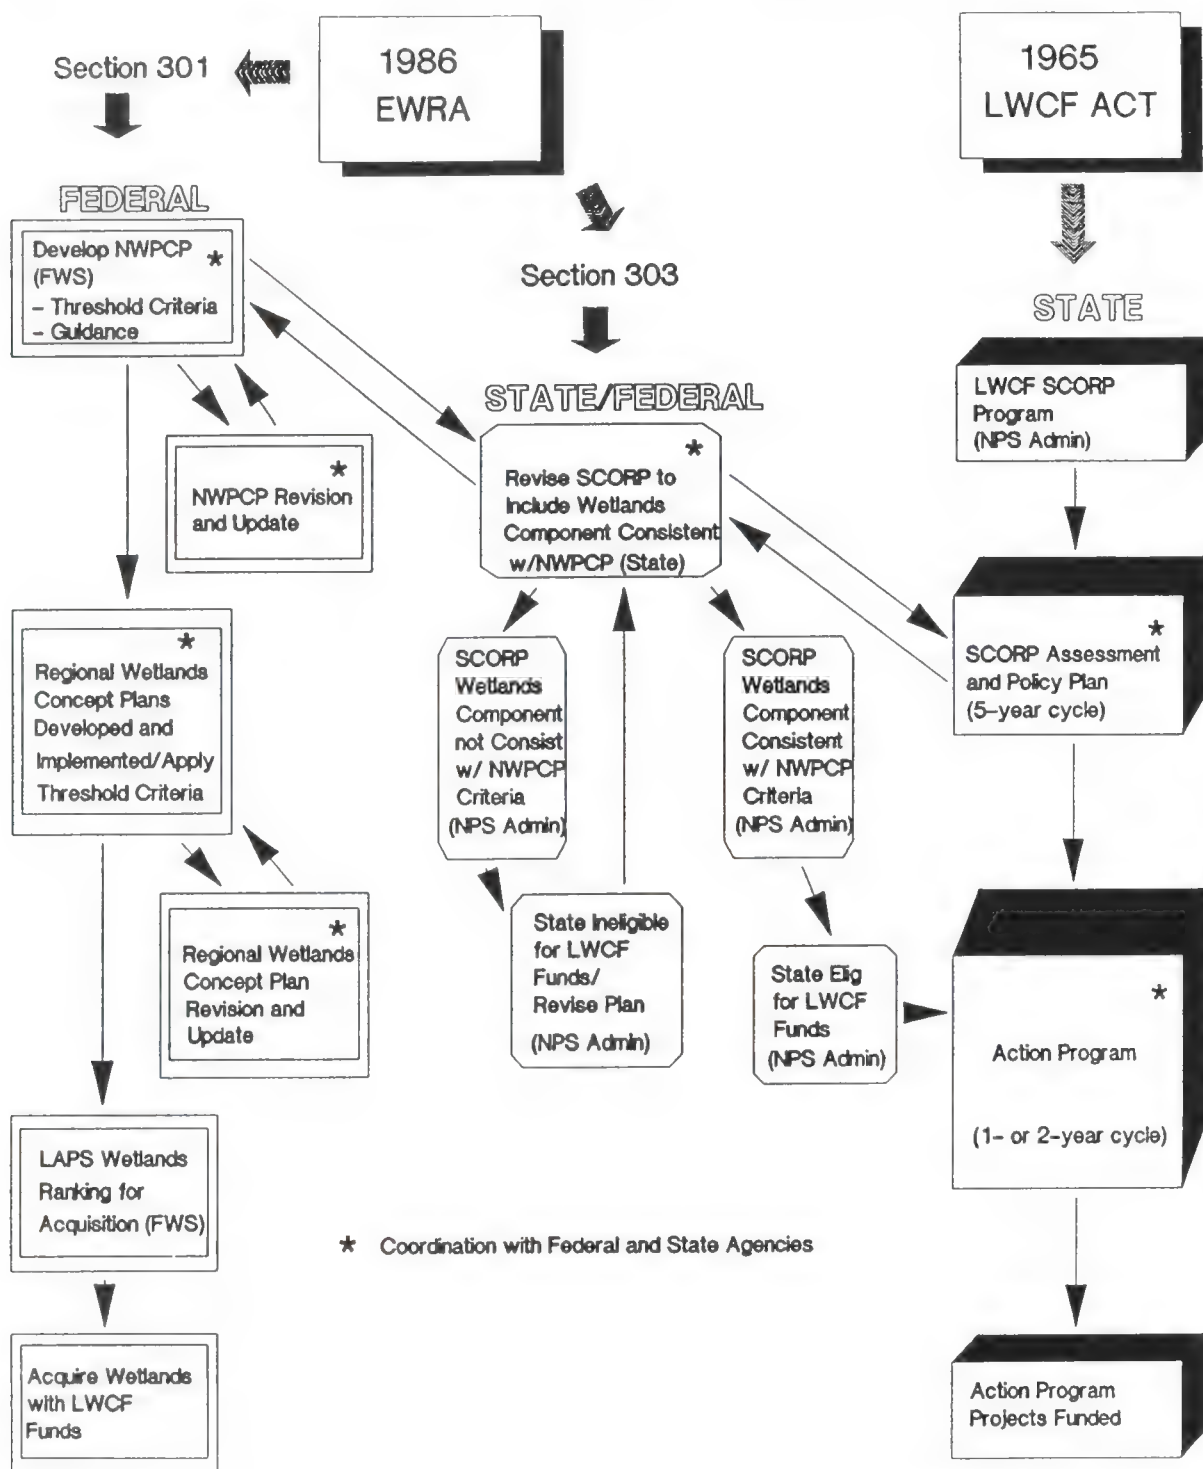 1986
EWRA
1965
LWCF ACT
Section 301
Section 303
FEDERAL
Develop NWPCP *
(FWS)
- Threshold Criteria
- Guidance
*
NWPCP Revision
and Update
*
Regional Wetlands
Concept Plans
Developed and
Implemented/Apply
Threshold Criteria
*
Regional Wetlands
Concept Plan
Revision and
Update
LAPS Wetlands
Ranking for
Acquisition (FWS)
Acquire Wetlands
with LWCF
Funds
STATE/FEDERAL
*
Revise SCORP to
Include Wetlands
Component Consistent
w/NWPCP (State)
SCORP
Wetlands
Component
not Consist
w/ NWPCP
Criteria
(NPS Admin)
State Ineligible
for LWCF
Funds/
Revise Plan
(NPS Admin)
SCORP
Wetlands
Component
Consistent
w/ NWPCP
Criteria
(NPS Admin)
State Elig
for LWCF
Funds
(NPS Admin)
STATE
LWCF SCORP
Program
(NPS Admin)
*
SCORP Assessment
and Policy Plan
(5-year cycle)
*
Action Program
(1- or 2-year cycle)
Action Program
Projects Funded
* Coordination with Federal and State Agencies